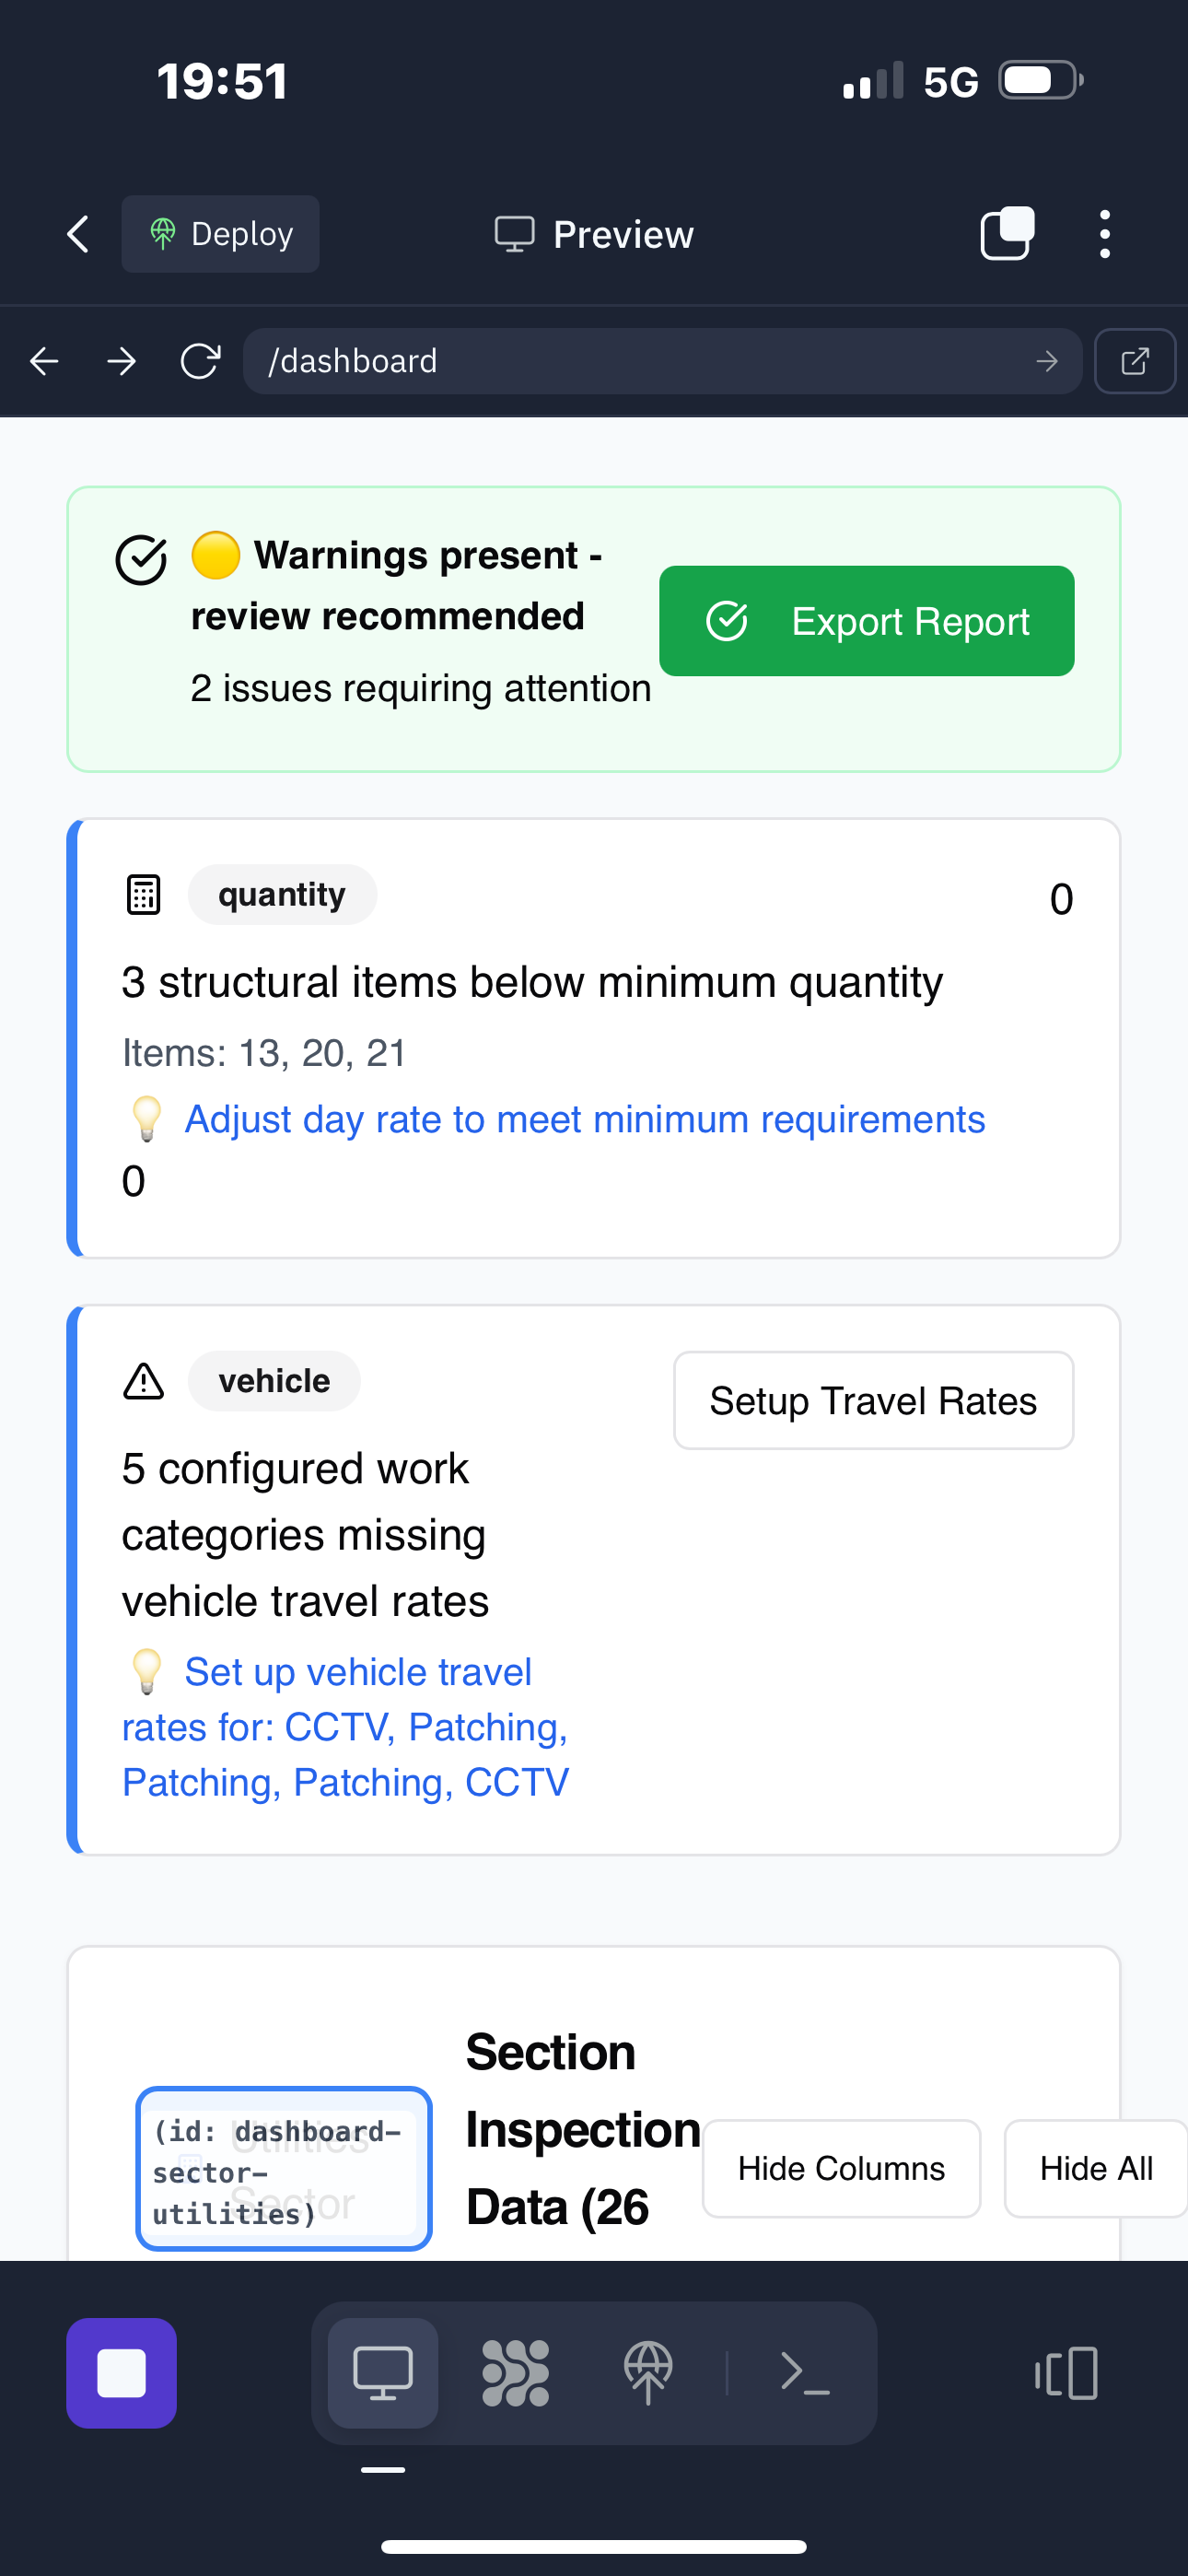 19:51
5G
Deploy
Preview
/dashboard
🟡 Warnings present -
review recommended
2 issues requiring attention
Export Report
quantity
0
3 structural items below minimum quantity
Items: 13, 20, 21
💡 Adjust day rate to meet minimum requirements
0
vehicle
Setup Travel Rates
5 configured work
categories missing
vehicle travel rates
💡 Set up vehicle travel
rates for: CCTV, Patching,
Patching, Patching, CCTV
Utilities
Sector
(id: dashboard-
sector-
utilities)
Section
Inspection
Data (26
Hide Columns
Hide All